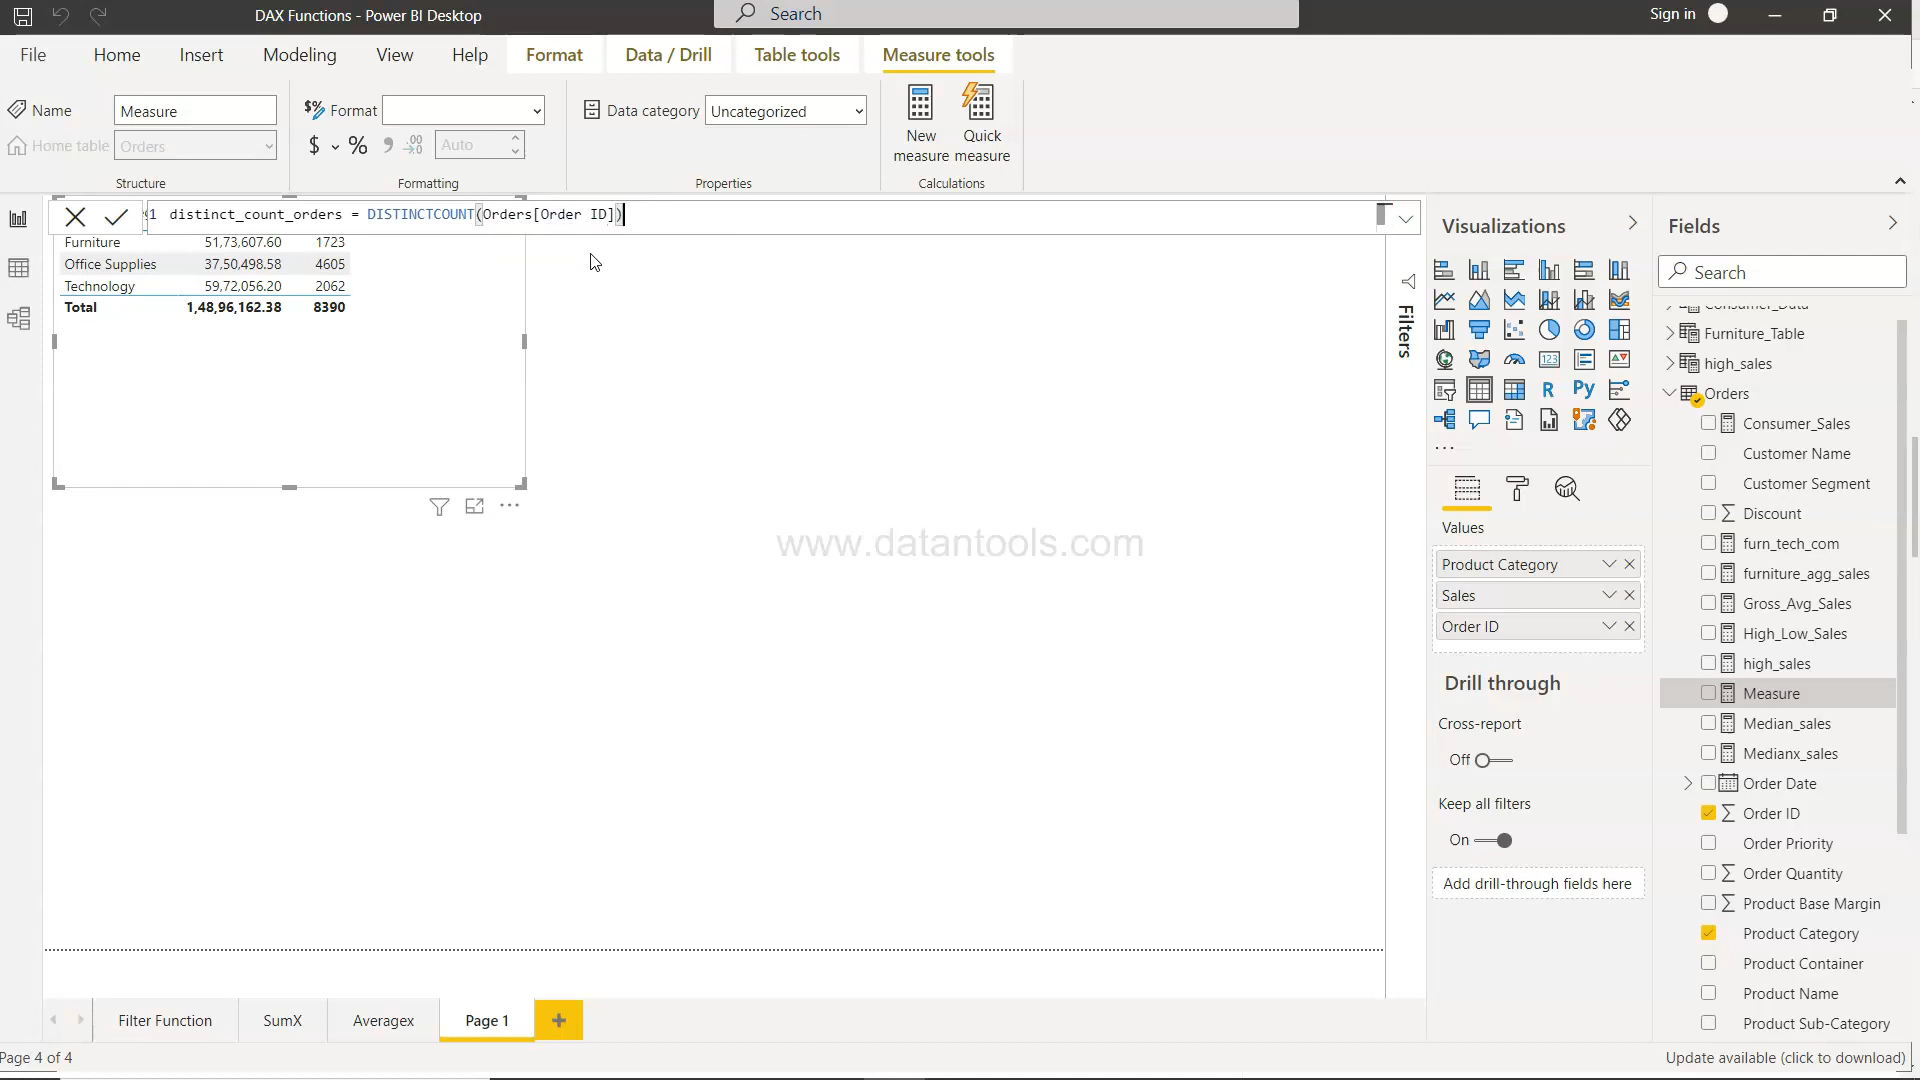 DAX Functions - Power BI Desktop
Search
Sign in
File
Home
Insert
Modeling
View
Help
Format
Data / Drill
Table tools
Measure tools
Name
Measure
Format
Data category
Uncategorized
New measure
Quick measure
Home table
Orders
$
%
Auto
Structure
Formatting
Properties
Calculations
1 distinct_count_orders = DISTINCTCOUNT(Orders[Order ID])
Furniture 51,73,607.60 1723
Office Supplies 37,50,498.58 4605
Technology 59,72,056.20 2062
Total 1,48,96,162.38 8390
www.datantools.com
Filters
Visualizations
R
Py
123
Values
Product Category
Sales
Order ID
Drill through
Cross-report
Off
Keep all filters
On
Add drill-through fields here
Fields
Search
Consumer_Data
Furniture_Table
high_sales
Orders
Consumer_Sales
Customer Name
Customer Segment
Discount
furn_tech_com
furniture_agg_sales
Gross_Avg_Sales
High_Low_Sales
high_sales
Measure
Median_sales
Medianx_sales
Order Date
Order ID
Order Priority
Order Quantity
Product Base Margin
Product Category
Product Container
Product Name
Product Sub-Category
Filter Function
SumX
Averagex
Page 1
Page 4 of 4
Update available (click to download)